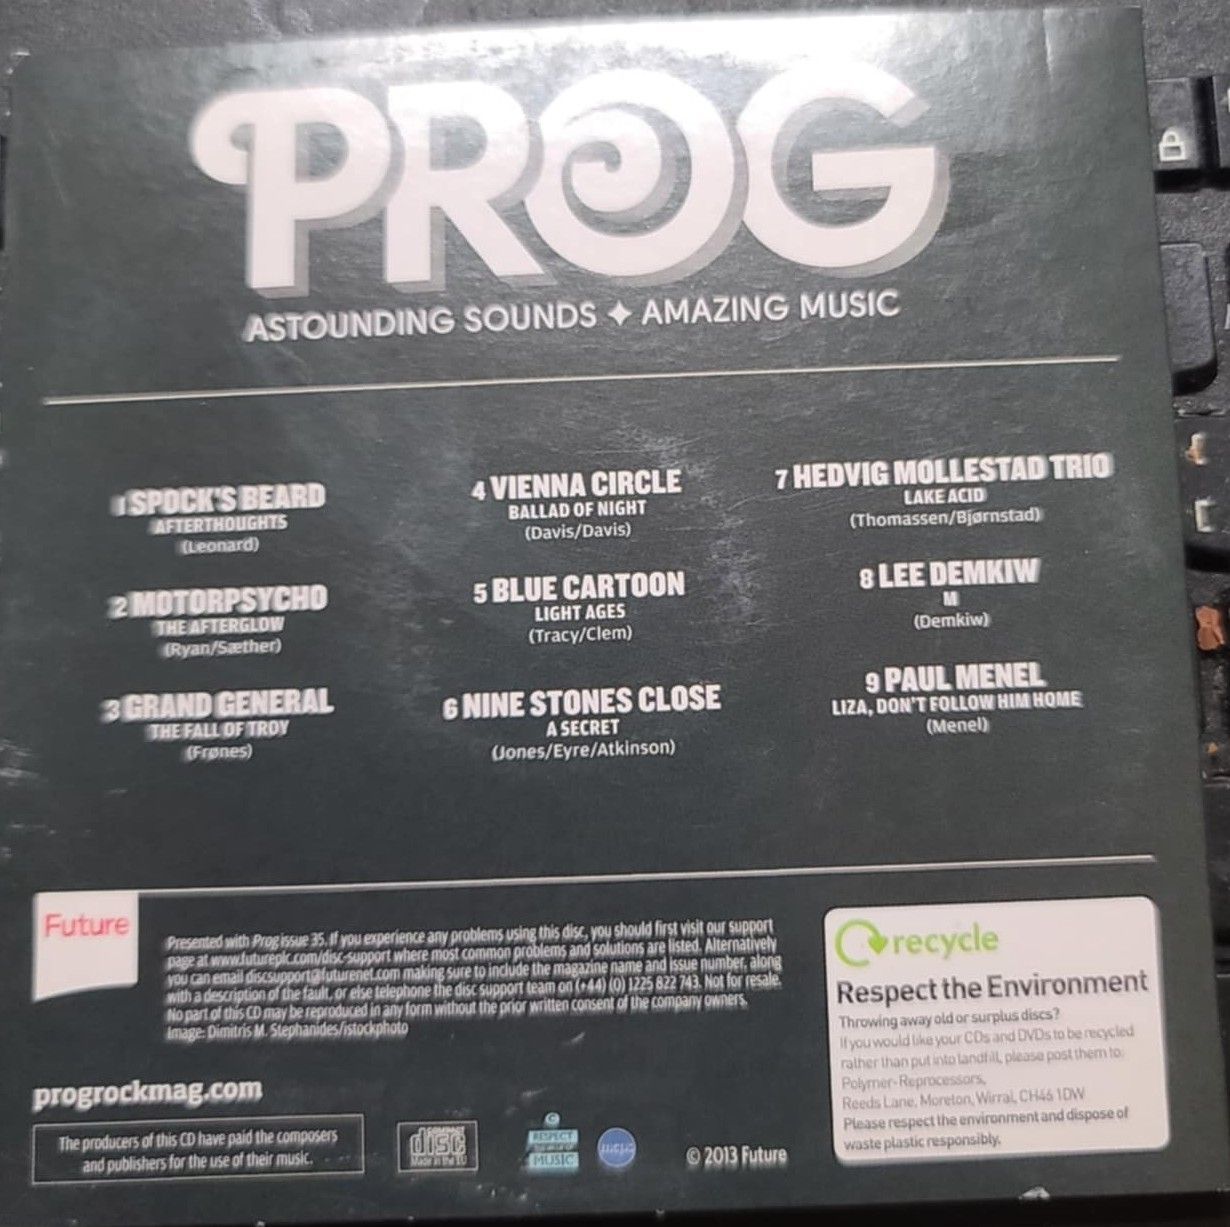 PROG
ASTOUNDING SOUNDS ✦ AMAZING MUSIC
1 SPOCK'S BEARD
AFTERTHOUGHTS
(Leonard)
2 MOTORPSYCHO
THE AFTERGLOW
(Ryan/Sæther)
3 GRAND GENERAL
THE FALL OF TROY
(Frønes)
4 VIENNA CIRCLE
BALLAD OF NIGHT
(Davis/Davis)
5 BLUE CARTOON
LIGHT AGES
(Tracy/Clem)
6 NINE STONES CLOSE
A SECRET
(Jones/Eyre/Atkinson)
7 HEDVIG MOLLESTAD TRIO
LAKE ACID
(Thomassen/Bjørnstad)
8 LEE DEMKIW
M
(Demkiw)
9 PAUL MENEL
LIZA, DON'T FOLLOW HIM HOME
(Menel)
Future
Presented with Prog issue 35. If you experience any problems using this disc, you should first visit our support
page at www.futureplc.com/disc-support where most common problems and solutions are listed. Alternatively
you can email discsupport@futurenet.com making sure to include the magazine name and issue number, along
with a description of the fault, or else telephone the disc support team on (+44) (0) 1225 822 743. Not for resale.
No part of this CD may be reproduced in any form without the prior written consent of the company owners.
Image: Dimitris M. Stephanides/istockphoto
progrockmag.com
The producers of this CD have paid the composers
and publishers for the use of their music.
COMPACT
disc
Made in the EU
RESPECT
MUSIC
mcps
© 2013 Future
recycle
Respect the Environment
Throwing away old or surplus discs?
If you would like your CDs and DVDs to be recycled
rather than put into landfill, please post them to:
Polymer-Reprocessors,
Reeds Lane, Moreton, Wirral, CH46 1DW
Please respect the environment and dispose of
waste plastic responsibly.